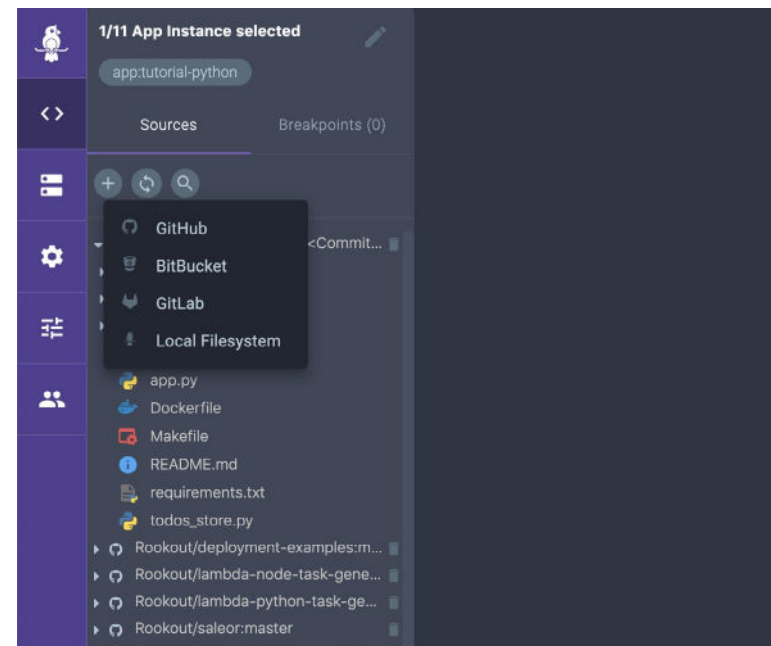 1/11 App Instance selected
app:tutorial-python
Sources
Breakpoints (0)
GitHub
<Commit...
BitBucket
GitLab
Local Filesystem
app.py
Dockerfile
Makefile
README.md
requirements.txt
todos_store.py
Rookout/deployment-examples:m...
Rookout/lambda-node-task-gene...
Rookout/lambda-python-task-ge...
Rookout/saleor:master